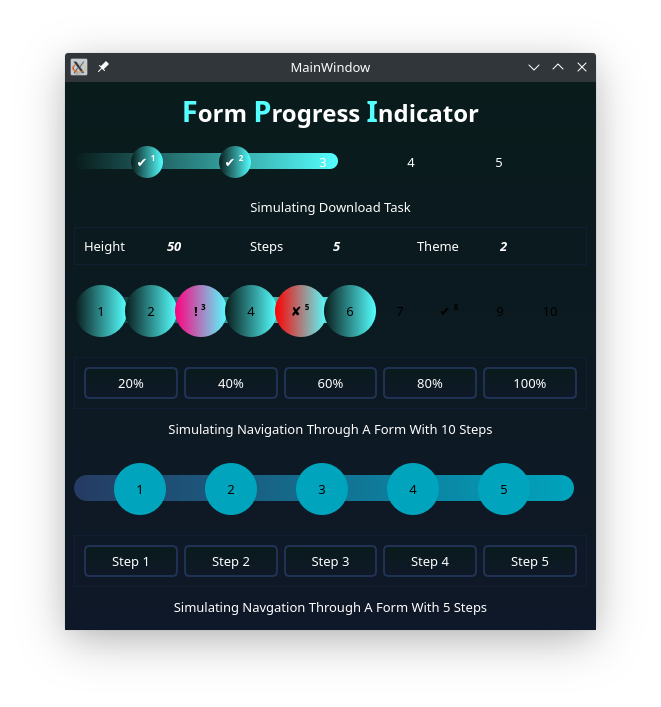 MainWindow
Form Progress Indicator
✔ 1 ✔ 2 3 4 5
Simulating Download Task
Height 50 Steps 5 Theme 2
1 2 ! 3 4 ✘ 5 6 7 ✔ 8 9 10
20% 40% 60% 80% 100%
Simulating Navigation Through A Form With 10 Steps
1 2 3 4 5
Step 1 Step 2 Step 3 Step 4 Step 5
Simulating Navgation Through A Form With 5 Steps